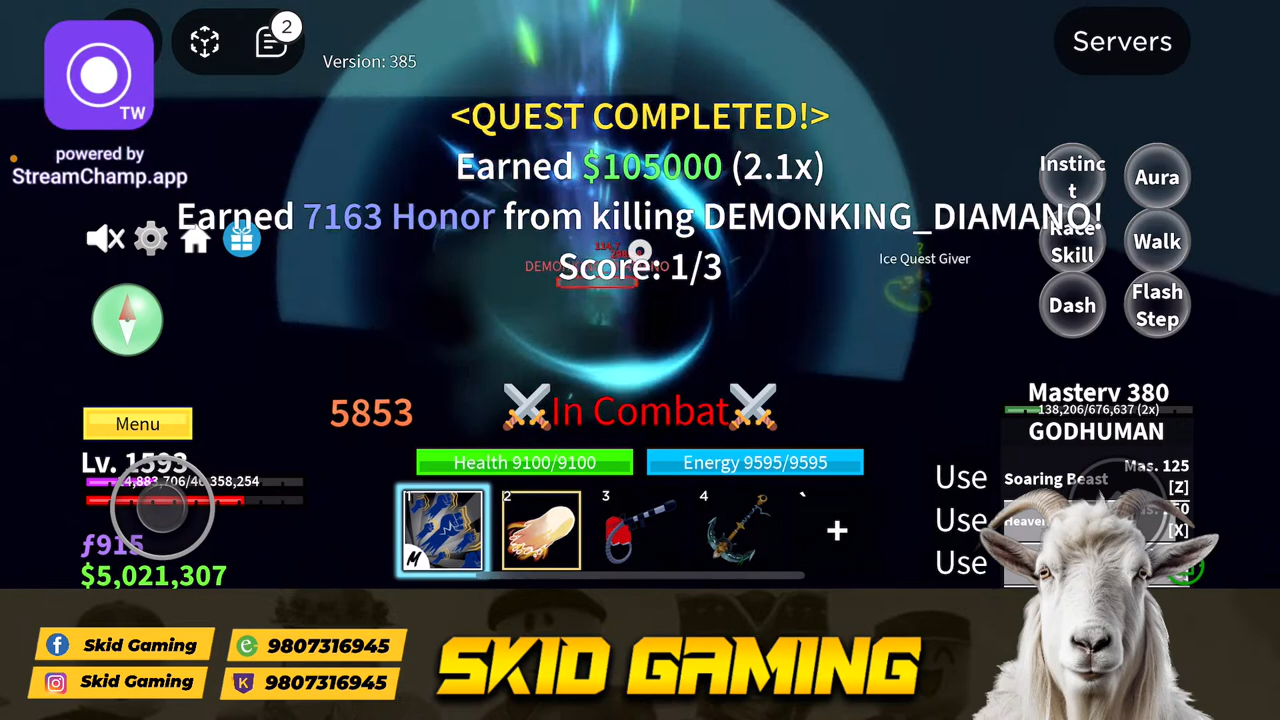 2
Version: 385
Servers
TW
powered by
StreamChamp.app
<QUEST COMPLETED!>
Earned $105000 (2.1x)
Earned 7163 Honor from killing DEMONKING_DIAMANO!
Score: 1/3
Ice Quest Giver
Instinct
Aura
Race Skill
Walk
Dash
Flash Step
Menu
5853
In Combat
Mastery 380
138,206/676,637 (2x)
GODHUMAN
Lv. 1593
Health 9100/9100
Energy 9595/9595
1
2
3
4
M
+
Use
Soaring Beast
Mas. 125
[Z]
Use
[X]
Use
ƒ915
$5,021,307
Skid Gaming
9807316945
Skid Gaming
9807316945
SKID GAMING